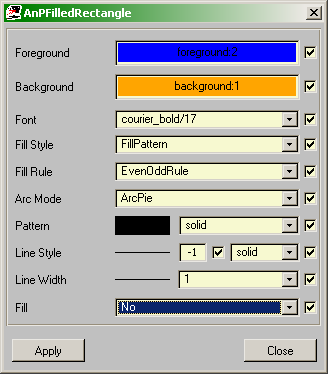 AnPFilledRectangle
Foreground foreground:2
Background background:1
Font courier_bold/17
Fill Style FillPattern
Fill Rule EvenOddRule
Arc Mode ArcPie
Pattern solid
Line Style -1 solid
Line Width 1
Fill No
Apply Close